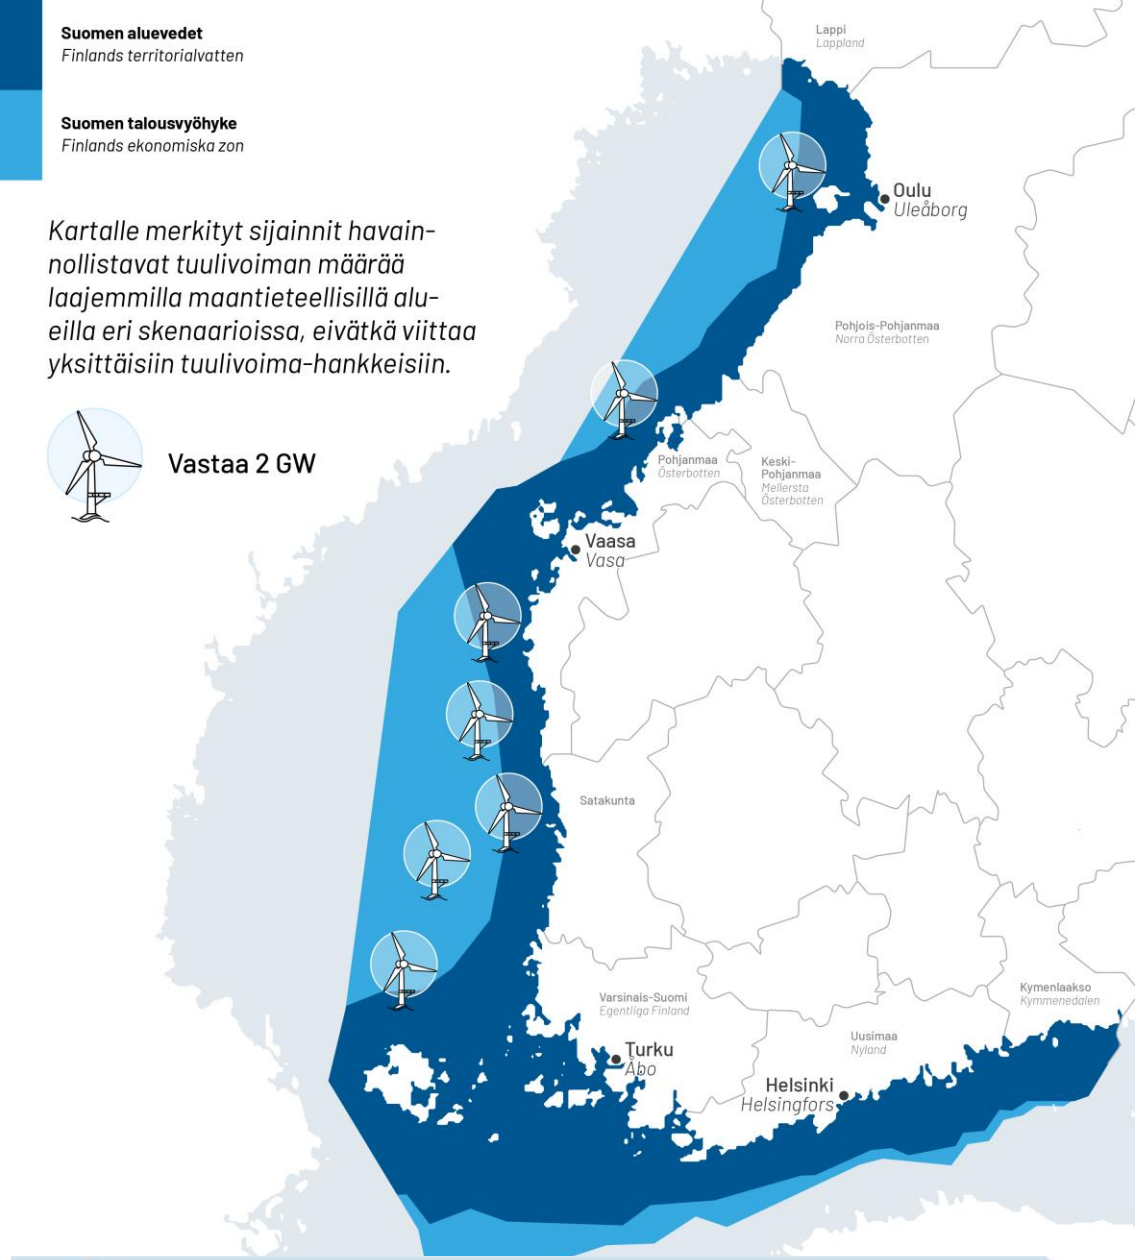 Suomen aluevedet
Finlands territorialvatten
Suomen talousvyöhyke
Finlands ekonomiska zon
Kartalle merkityt sijainnit havain-
nollistavat tuulivoiman määrää
laajemmilla maantieteellisillä alu-
eilla eri skenaarioissa, eivätkä viittaa
yksittäisiin tuulivoima-hankkeisiin.
Vastaa 2 GW
Lappi
Lappland
Oulu
Uleåborg
Pohjois-Pohjanmaa
Norra Österbotten
Pohjanmaa
Österbotten
Keski-
Pohjanmaa
Mellersta
Österbotten
Vaasa
Vasa
Satakunta
Varsinais-Suomi
Egentliga Finland
Kymenlaakso
Kymmenedalen
Uusimaa
Nyland
Turku
Åbo
Helsinki
Helsingfors